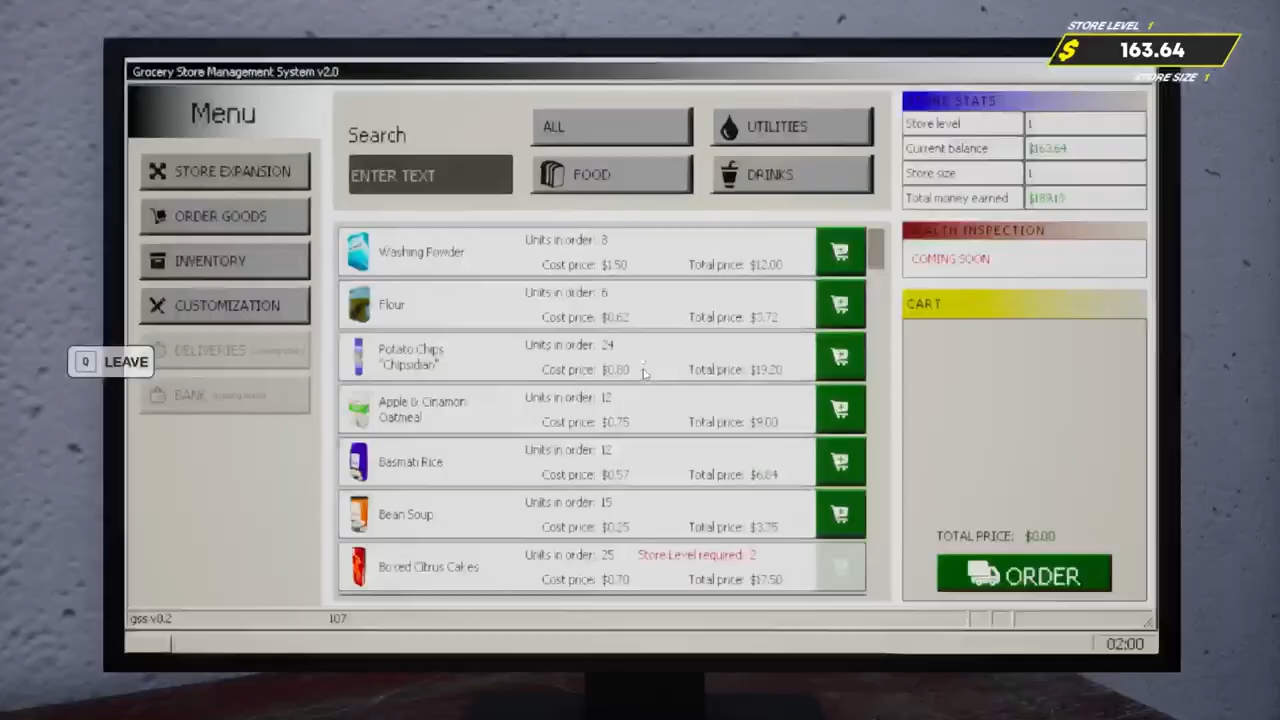 STORE LEVEL 1
$ 163.64
STORE SIZE 1
Grocery Store Management System v2.0
Menu
STORE EXPANSION
ORDER GOODS
INVENTORY
CUSTOMIZATION
DELIVERIES
BANK
Q LEAVE
Search
ENTER TEXT
ALL
UTILITIES
FOOD
DRINKS
Washing Powder
Units in order: 8
Cost price: $1.50 Total price: $12.00
Flour
Units in order: 6
Cost price: $0.62 Total price: $3.72
Potato Chips
"Chipsidian"
Units in order: 24
Cost price: $0.80 Total price: $19.20
Apple & Cinamon
Oatmeal
Units in order: 12
Cost price: $0.75 Total price: $9.00
Basmati Rice
Units in order: 12
Cost price: $0.57 Total price: $6.84
Bean Soup
Units in order: 15
Cost price: $0.25 Total price: $3.75
Boxed Citrus Cakes
Units in order: 25 Store Level required: 2
Cost price: $0.70 Total price: $17.50
STATS
Store level 1
Current balance $163.64
Store size 1
Total money earned
INSPECTION
COMING SOON
CART
TOTAL PRICE: $0.00
ORDER
gss v0.2
107
02:00